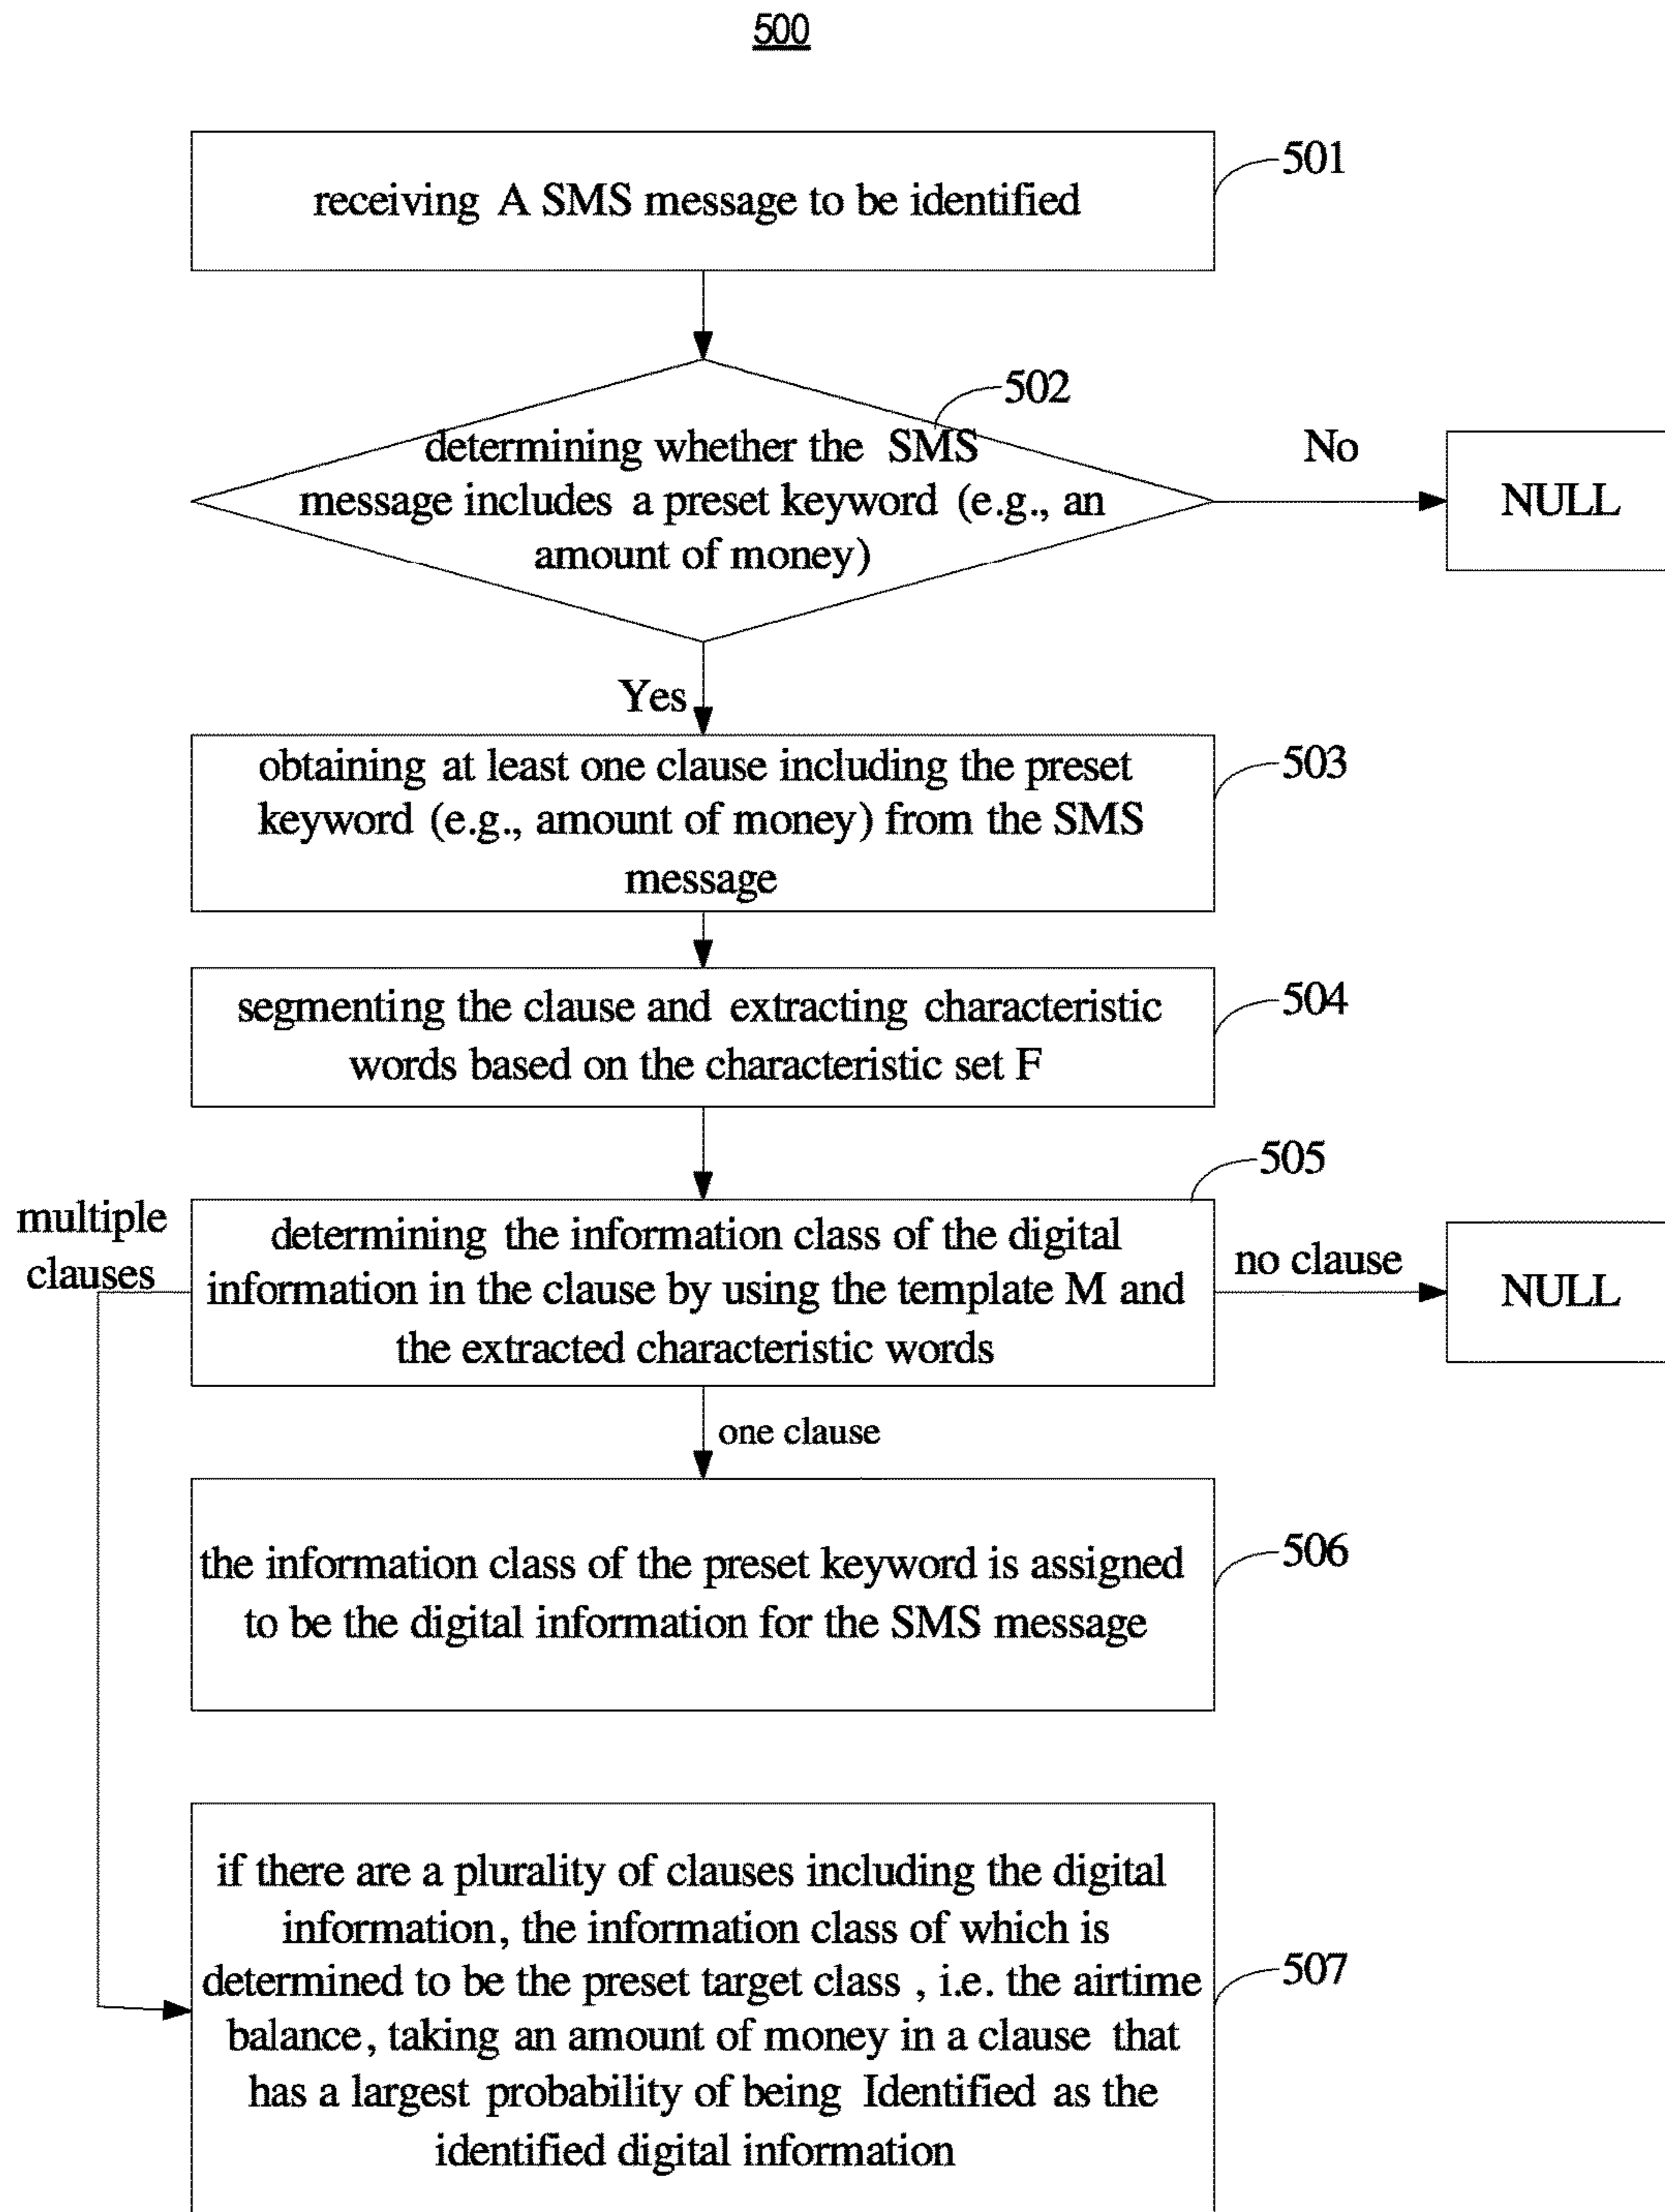 500
receiving A SMS message to be identified
501
502
determining whether the SMS
message includes a preset keyword (e.g., an
amount of money)
No
NULL
Yes
obtaining at least one clause including the preset
keyword (e.g., amount of money) from the SMS
message
503
segmenting the clause and extracting characteristic
words based on the characteristic set F
504
505
multiple
clauses
determining the information class of the digital
information in the clause by using the template M and
the extracted characteristic words
no clause
NULL
one clause
the information class of the preset keyword is assigned
to be the digital information for the SMS message
506
if there are a plurality of clauses including the digital
information, the information class of which is
determined to be the preset target class , i.e. the airtime
balance, taking an amount of money in a clause that
has a largest probability of being Identified as the
identified digital information
507